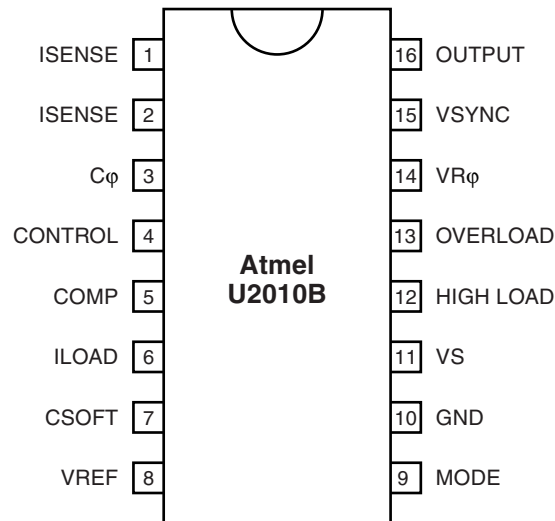 ISENSE 1
ISENSE 2
Cφ 3
CONTROL 4
COMP 5
ILOAD 6
CSOFT 7
VREF 8
Atmel
U2010B
16 OUTPUT
15 VSYNC
14 VRφ
13 OVERLOAD
12 HIGH LOAD
11 VS
10 GND
9 MODE